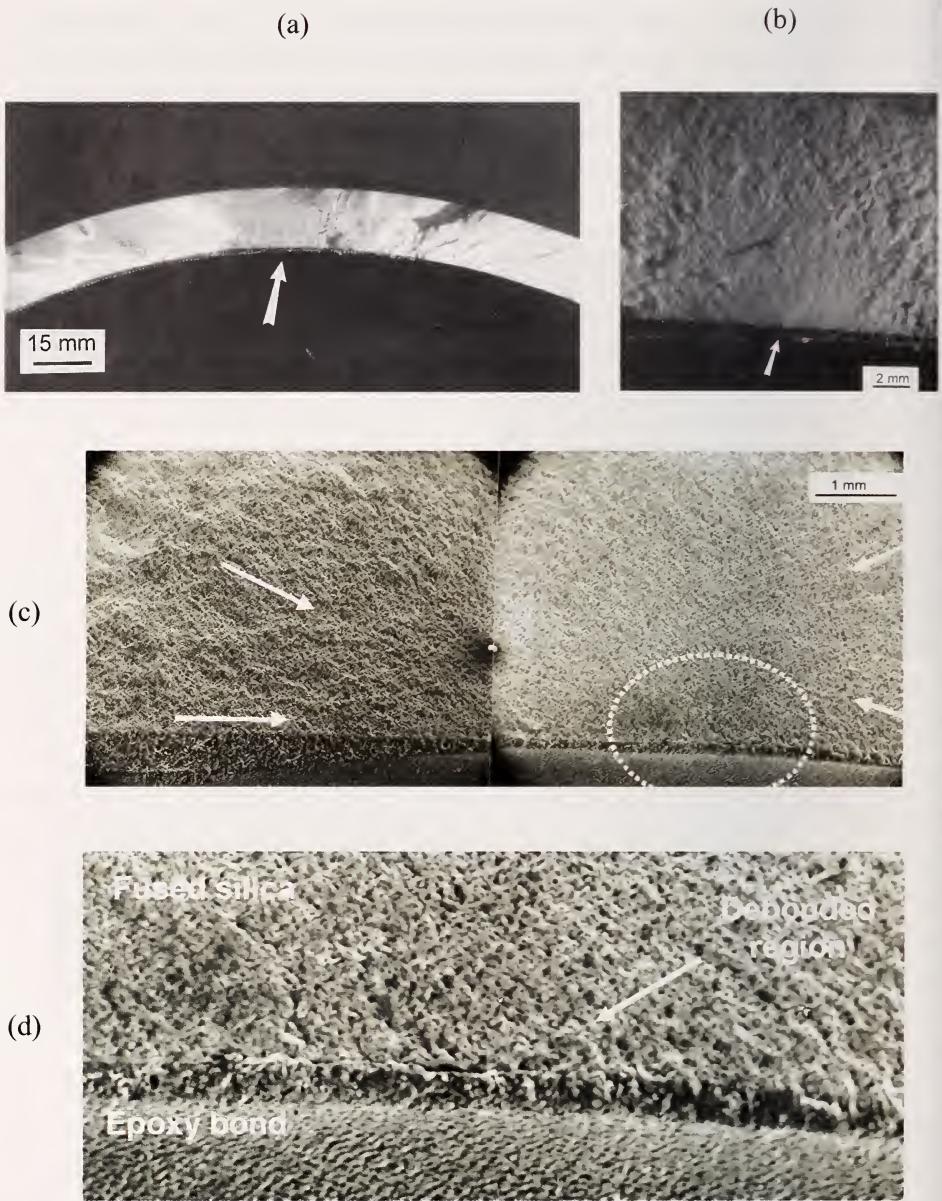 (a)
(b)
15 mm
2 mm
(c)
1 mm
(d)
Fused silica
Debonded
region
Epoxy bond